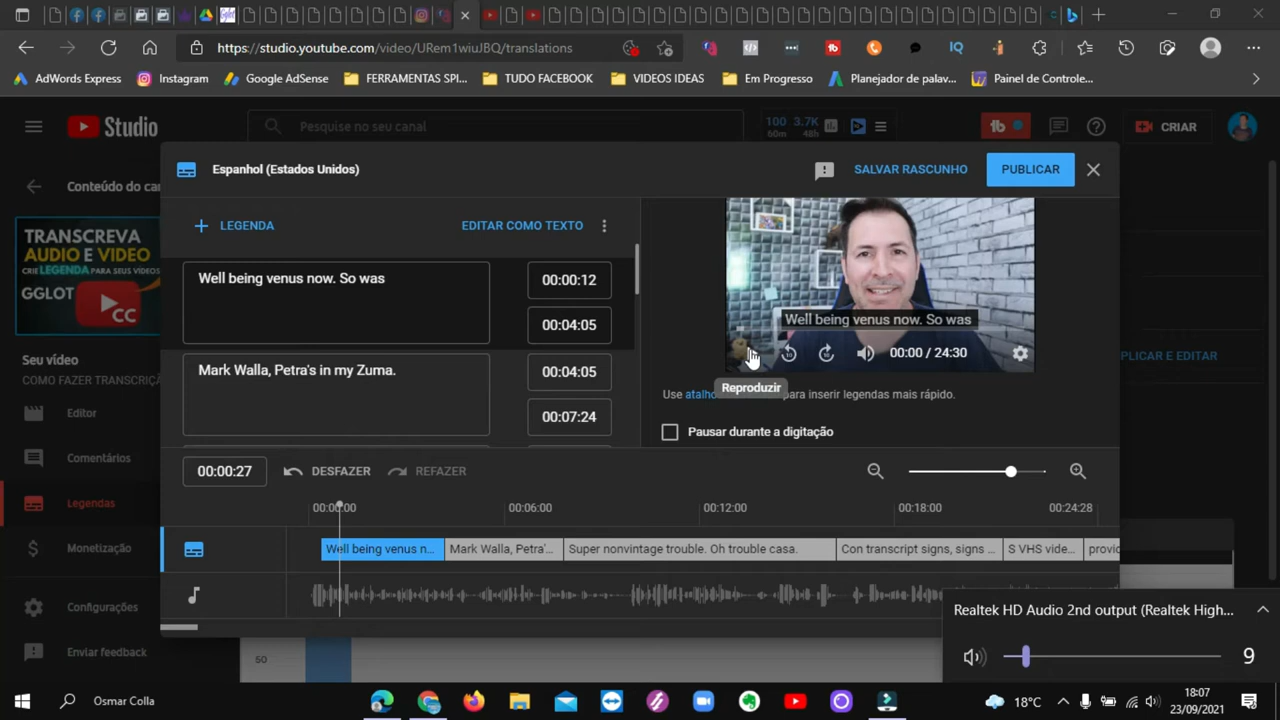 https://studio.youtube.com/video/URem1wiuJBQ/translations
AdWords Express
Instagram
Google AdSense
FERRAMENTAS SPI...
TUDO FACEBOOK
VIDEOS IDEAS
Em Progresso
Planejador de palav...
Painel de Controle...
Studio
Pesquise no seu canal
100
60m
3.7K
48h
CRIAR
Conteúdo do ca
Espanhol (Estados Unidos)
SALVAR RASCUNHO
PUBLICAR
LEGENDA
EDITAR COMO TEXTO
TRANSCREVA
AUDIO E VIDEO
CRIE LEGENDA PARA SEUS VÍDEOS
GGLOT
CC
Well being venus now. So was
00:00:12
00:04:05
Mark Walla, Petra's in my Zuma.
00:04:05
00:07:24
Well being venus now. So was
00:00 / 24:30
Reproduzir
Use atalho
para inserir legendas mais rápido.
Pausar durante a digitação
PLICAR E EDITAR
Seu vídeo
COMO FAZER TRANSCRIÇ
Editor
Comentários
Legendas
Monetização
Configurações
Enviar feedback
00:00:27
DESFAZER
REFAZER
00:06:00
00:12:00
00:18:00
00:24:28
Well being venus n...
Mark Walla, Petra'...
Super nonvintage trouble. Oh trouble casa.
Con transcript signs, signs ...
S VHS vide...
provid
50
Realtek HD Audio 2nd output (Realtek High...
9
Osmar Colla
18°C
18:07
23/09/2021